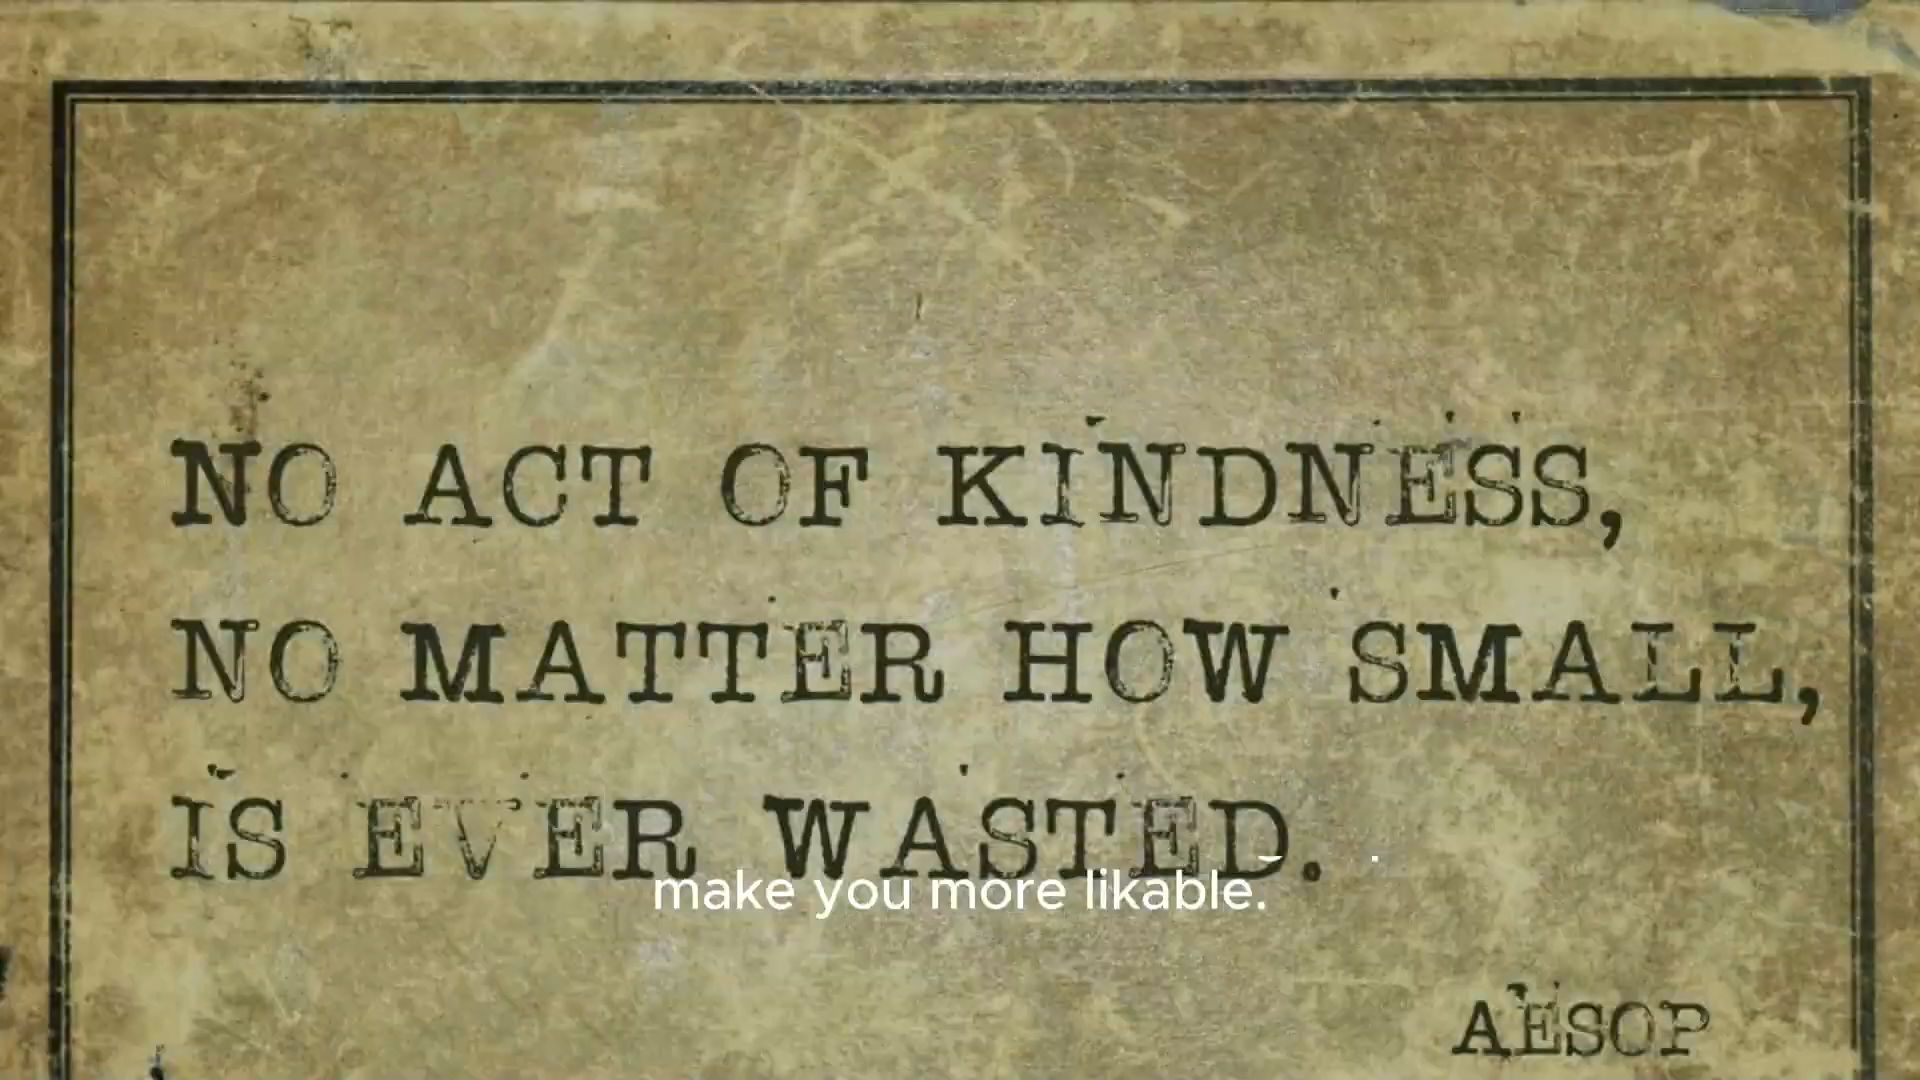 NO ACT OF KINDNESS,
NO MATTER HOW SMALL,
IS EVER WASTED.
make you more likable.
AESOP